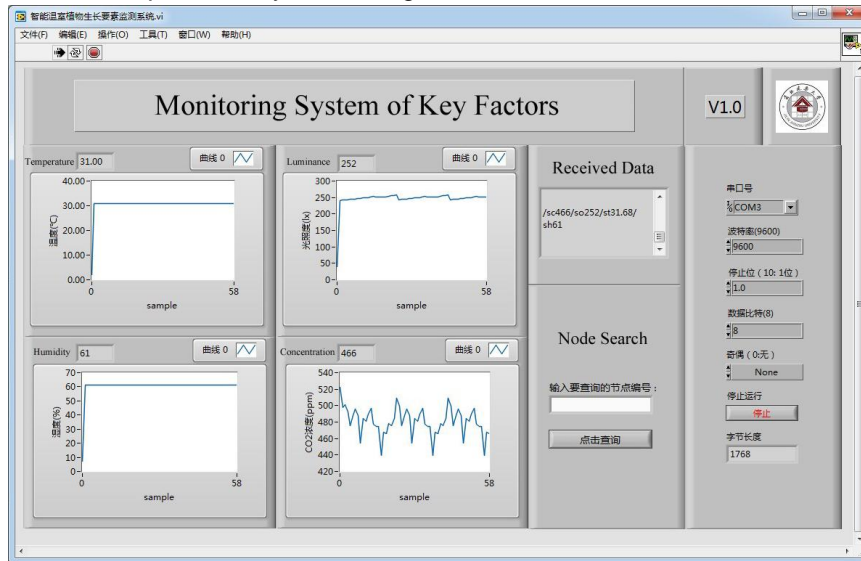 智能温室植物生长要素监测系统.vi
文件(F) 编辑(E) 操作(O) 工具(T) 窗口(W) 帮助(H)
Monitoring System of Key Factors
V1.0
Temperature 31.00
曲线 0
40.00
30.00
20.00
10.00
0.00
温度(℃)
0 58
sample
Luminance 252
曲线 0
300
250
200
150
100
50
0
光照度(lx)
0 58
sample
Humidity 61
曲线 0
70
60
50
40
30
20
10
0
湿度(%)
0 58
sample
Concentration 466
曲线 0
540
520
500
480
460
440
420
CO2浓度(ppm)
0 58
sample
Received Data
/sc466/so252/st31.68/
sh61
Node Search
输入要查询的节点编号：
点击查询
串口号
COM3
波特率(9600)
9600
停止位（10: 1位）
1.0
数据比特(8)
8
奇偶（0:无）
None
停止运行
停止
字节长度
1768